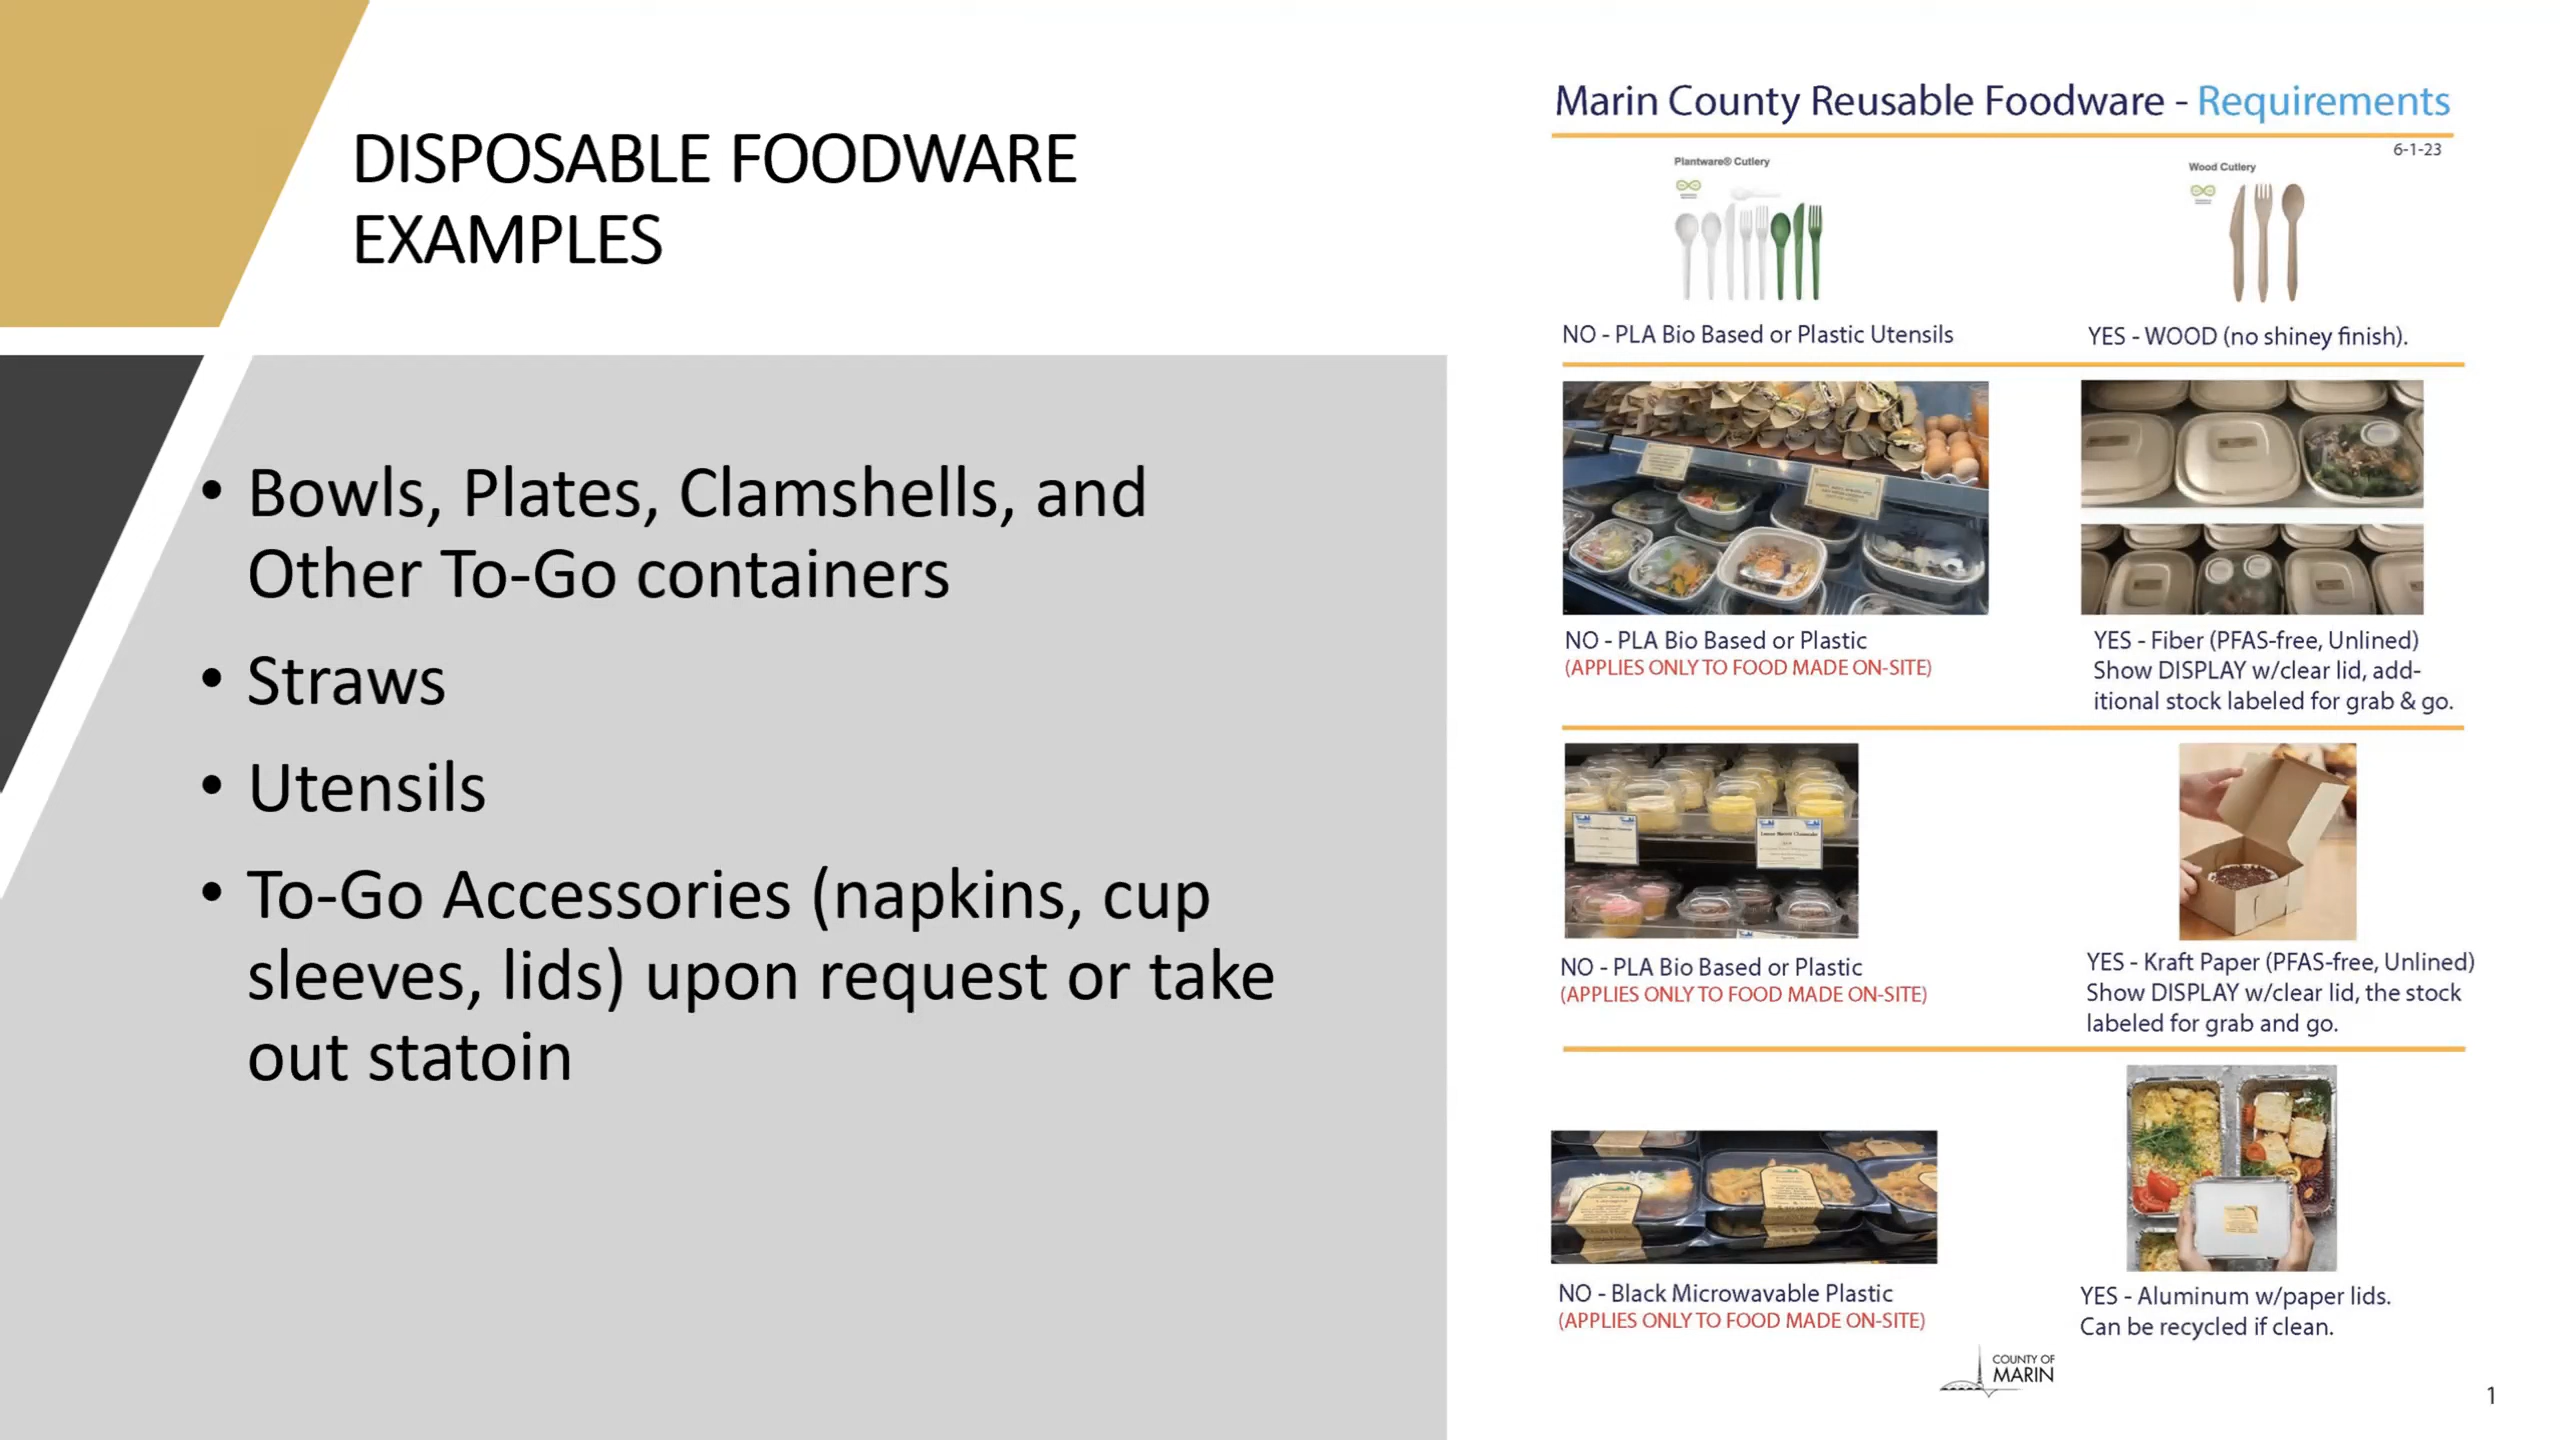 DISPOSABLE FOODWARE
EXAMPLES
• Bowls, Plates, Clamshells, and
Other To-Go containers
• Straws
• Utensils
• To-Go Accessories (napkins, cup
sleeves, lids) upon request or take
out statoin
Marin County Reusable Foodware - Requirements
6-1-23
Plantware® Cutlery
Wood Cutlery
NO - PLA Bio Based or Plastic Utensils
YES - WOOD (no shiney finish).
NO - PLA Bio Based or Plastic
(APPLIES ONLY TO FOOD MADE ON-SITE)
YES - Fiber (PFAS-free, Unlined)
Show DISPLAY w/clear lid, add-
itional stock labeled for grab & go.
NO - PLA Bio Based or Plastic
(APPLIES ONLY TO FOOD MADE ON-SITE)
YES - Kraft Paper (PFAS-free, Unlined)
Show DISPLAY w/clear lid, the stock
labeled for grab and go.
NO - Black Microwavable Plastic
(APPLIES ONLY TO FOOD MADE ON-SITE)
YES - Aluminum w/paper lids.
Can be recycled if clean.
COUNTY OF
MARIN
1